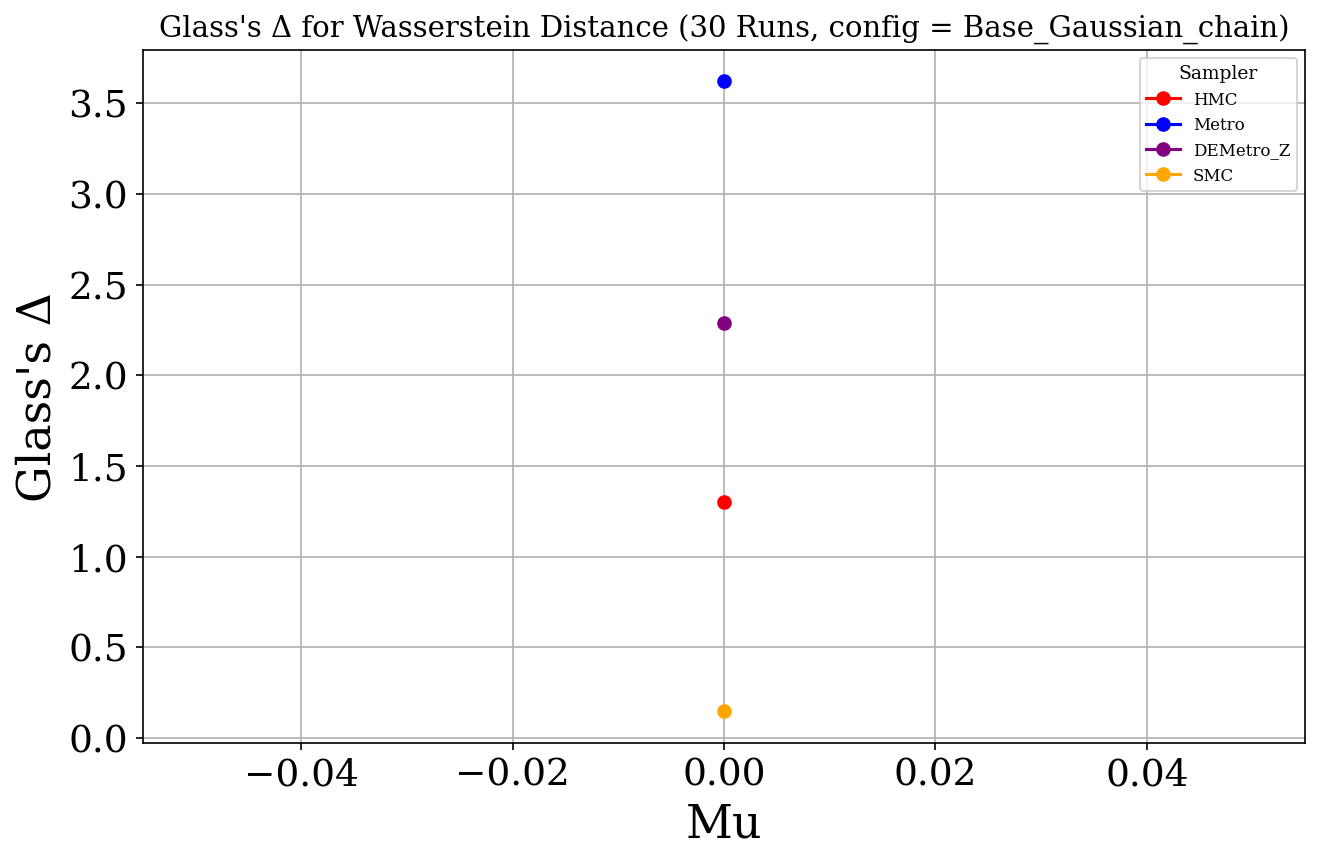 Glass's Δ for Wasserstein Distance (30 Runs, config = Base_Gaussian_chain)
Sampler
HMC
Metro
DEMetro_Z
SMC
Glass's Δ
3.5
3.0
2.5
2.0
1.5
1.0
0.5
0.0
−0.04
−0.02
0.00
0.02
0.04
Mu